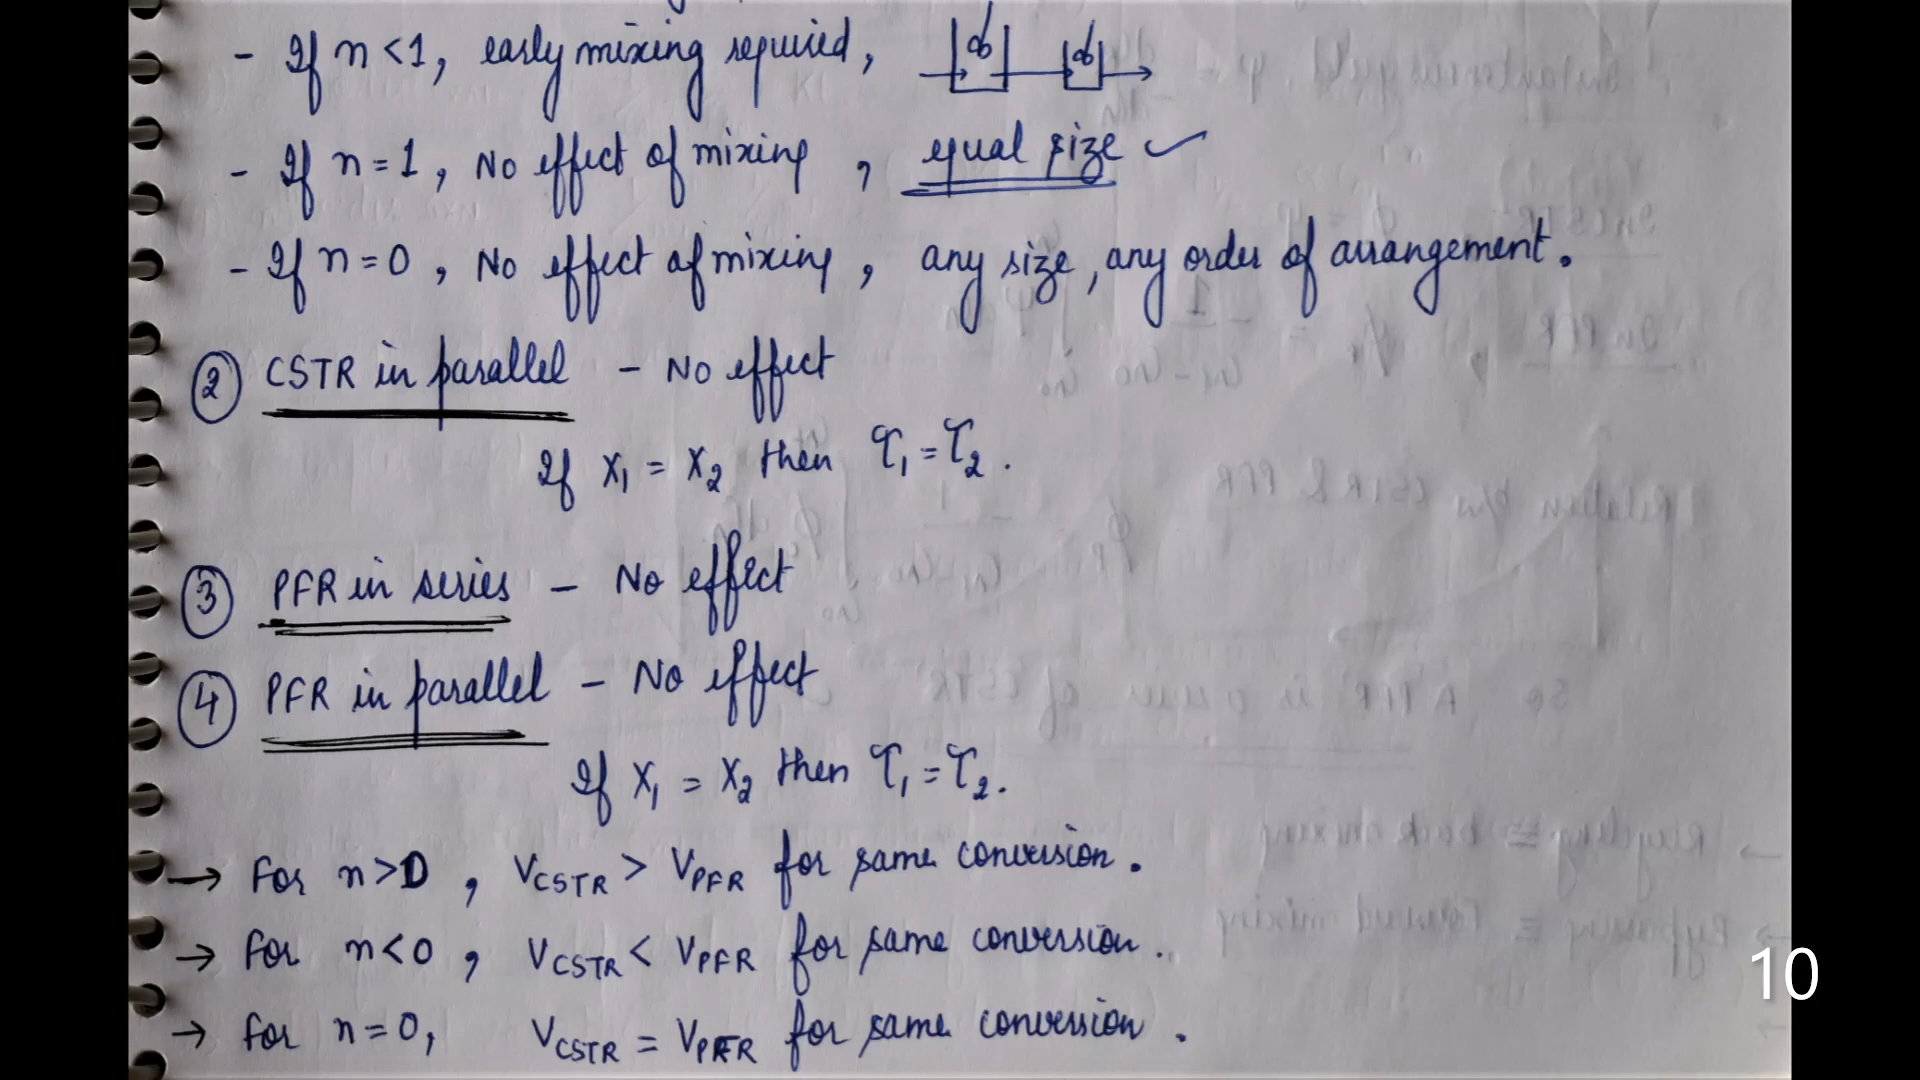 - If n < 1, early mixing required,
- If n = 1, No effect of mixing, equal size ✓
- If n = 0, No effect of mixing, any size, any order of arrangement.
② CSTR in parallel - No effect
If X₁ = X₂ then τ₁ = τ₂.
③ PFR in series - No effect
④ PFR in parallel - No effect
If X₁ = X₂ then τ₁ = τ₂.
→ For n > 0, V_CSTR > V_PFR for same conversion.
→ For n < 0, V_CSTR < V_PFR for same conversion.
→ For n = 0, V_CSTR = V_PFR for same conversion.
10